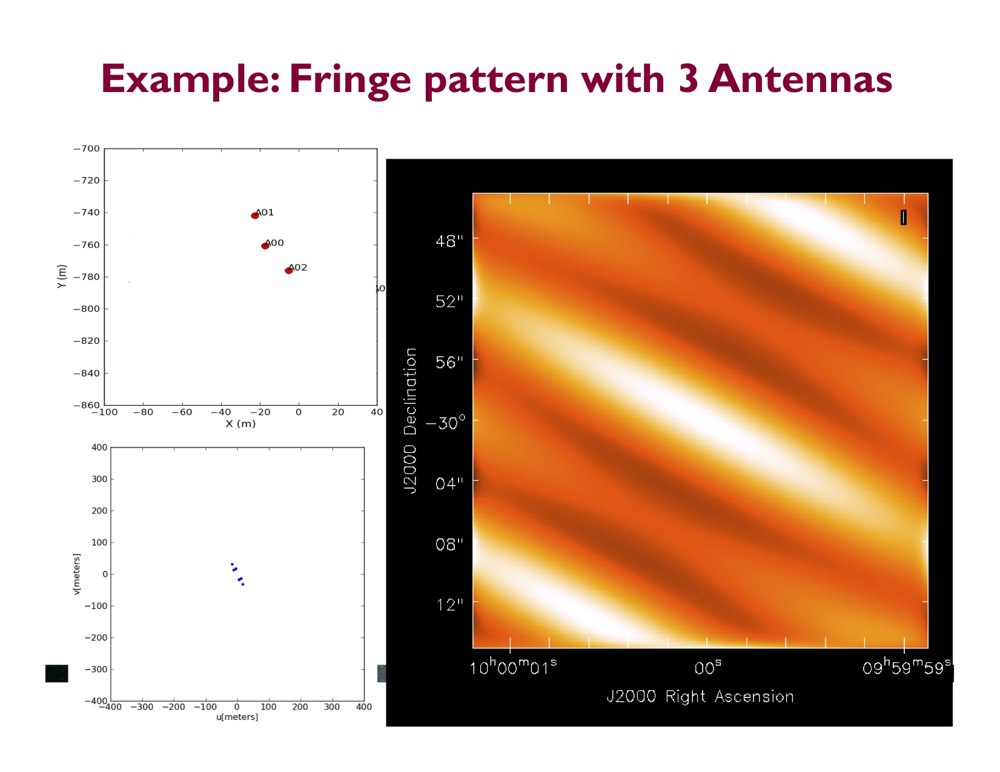 Example: Fringe pattern with 3 Antennas
−700
−720
−740
−760
−780
−800
−820
−840
−860
Y (m)
A01
A00
A02
−100 −80 −60 −40 −20 0 20 40
X (m)
400
300
200
100
0
−100
−200
−300
−400
v[meters]
−400 −300 −200 −100 0 100 200 300 400
u[meters]
48"
52"
56"
−30°
04"
08"
12"
J2000 Declination
10h00m01s 00s 09h59m59s
J2000 Right Ascension